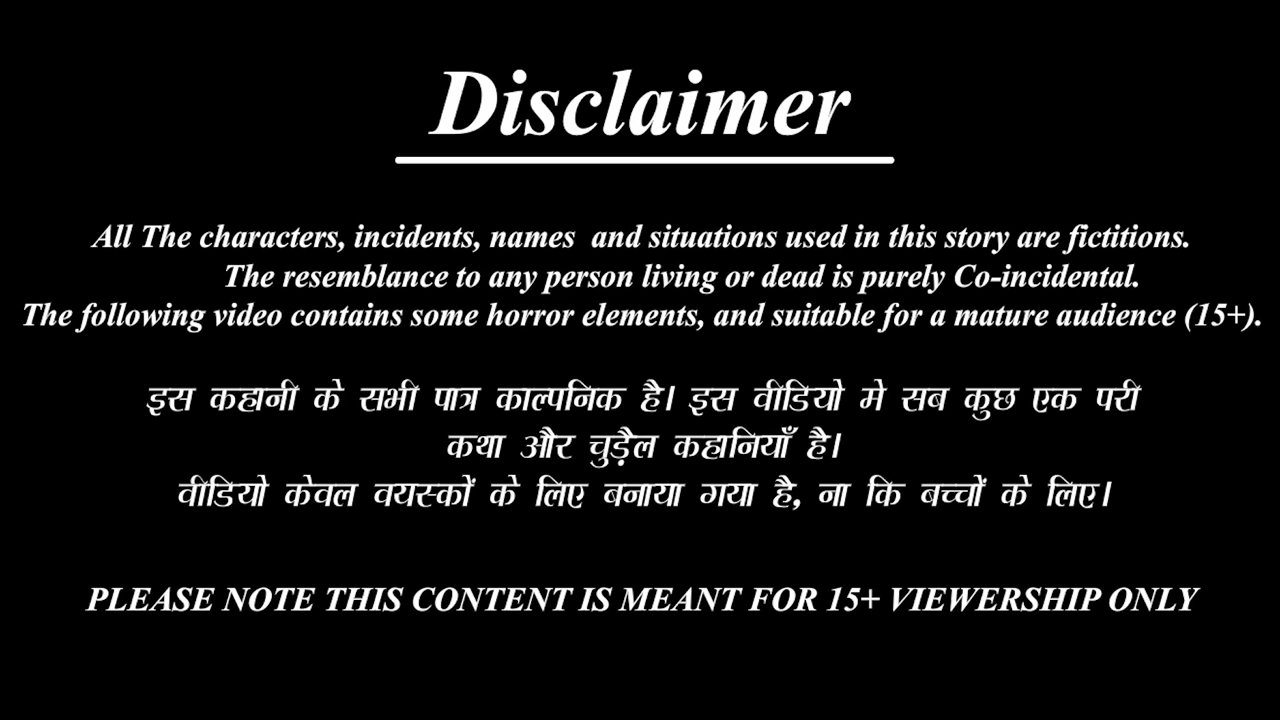 Disclaimer
All The characters, incidents, names  and situations used in this story are fictitions.
The resemblance to any person living or dead is purely Co-incidental.
The following video contains some horror elements, and suitable for a mature audience (15+).
इस कहानी के सभी पात्र काल्पनिक है। इस वीडियो मे सब कुछ एक परी
कथा और चुड़ैल कहानियाँ है।
वीडियो केवल वयस्कों के लिए बनाया गया है, ना कि बच्चों के लिए।
PLEASE NOTE THIS CONTENT IS MEANT FOR 15+ VIEWERSHIP ONLY